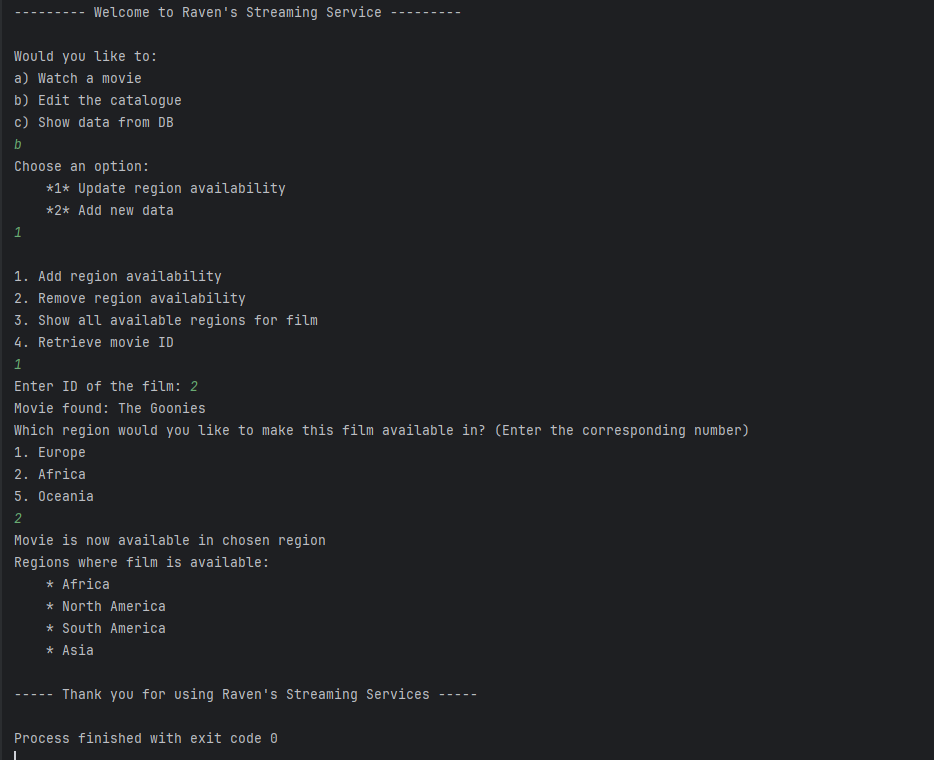 --------- Welcome to Raven's Streaming Service ---------
Would you like to:
a) Watch a movie
b) Edit the catalogue
c) Show data from DB
b
Choose an option:
    *1* Update region availability
    *2* Add new data
1
1. Add region availability
2. Remove region availability
3. Show all available regions for film
4. Retrieve movie ID
1
Enter ID of the film: 2
Movie found: The Goonies
Which region would you like to make this film available in? (Enter the corresponding number)
1. Europe
2. Africa
5. Oceania
2
Movie is now available in chosen region
Regions where film is available:
    * Africa
    * North America
    * South America
    * Asia
----- Thank you for using Raven's Streaming Services -----
Process finished with exit code 0